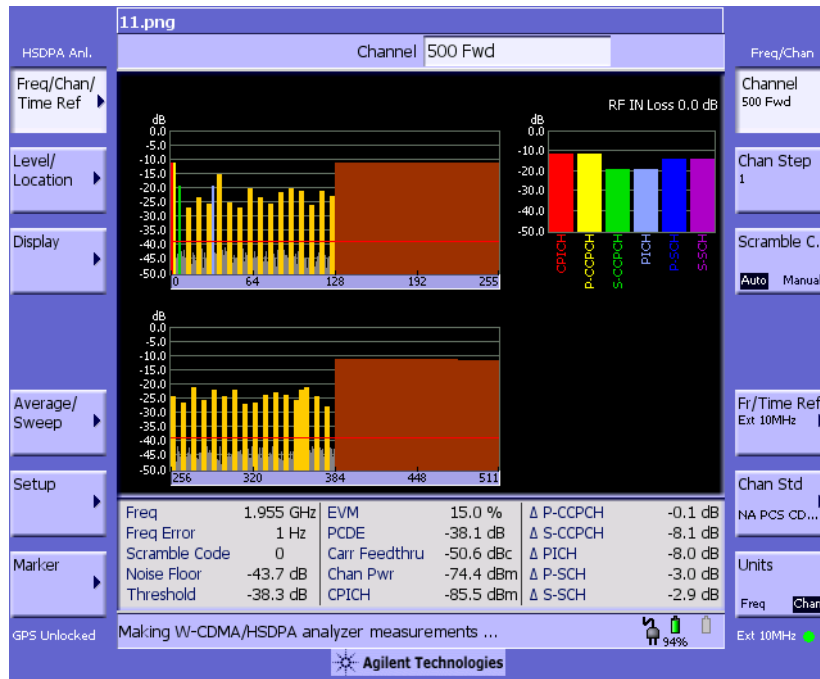 11.png
HSDPA Anl.
Channel 500 Fwd
Freq/Chan
Freq/Chan/
Time Ref
Level/
Location
Display
Average/
Sweep
Setup
Marker
GPS Unlocked
RF IN Loss 0.0 dB
dB
0.0
-5.0
-10.0
-15.0
-20.0
-25.0
-30.0
-35.0
-40.0
-45.0
-50.0
0 64 128 192 255
dB
0.0
-10.0
-20.0
-30.0
-40.0
-50.0
CPICH
P-CCPCH
S-CCPCH
PICH
P-SCH
S-SCH
dB
0.0
-5.0
-10.0
-15.0
-20.0
-25.0
-30.0
-35.0
-40.0
-45.0
-50.0
256 320 384 448 511
Freq 1.955 GHz EVM 15.0 % Δ P-CCPCH -0.1 dB
Freq Error 1 Hz PCDE -38.1 dB Δ S-CCPCH -8.1 dB
Scramble Code 0 Carr Feedthru -50.6 dBc Δ PICH -8.0 dB
Noise Floor -43.7 dB Chan Pwr -74.4 dBm Δ P-SCH -3.0 dB
Threshold -38.3 dB CPICH -85.5 dBm Δ S-SCH -2.9 dB
Making W-CDMA/HSDPA analyzer measurements ...
94%
Agilent Technologies
Channel
500 Fwd
Chan Step
1
Scramble C.
Auto Manual
Fr/Time Ref
Ext 10MHz
Chan Std
NA PCS CD...
Units
Freq Chan
Ext 10MHz